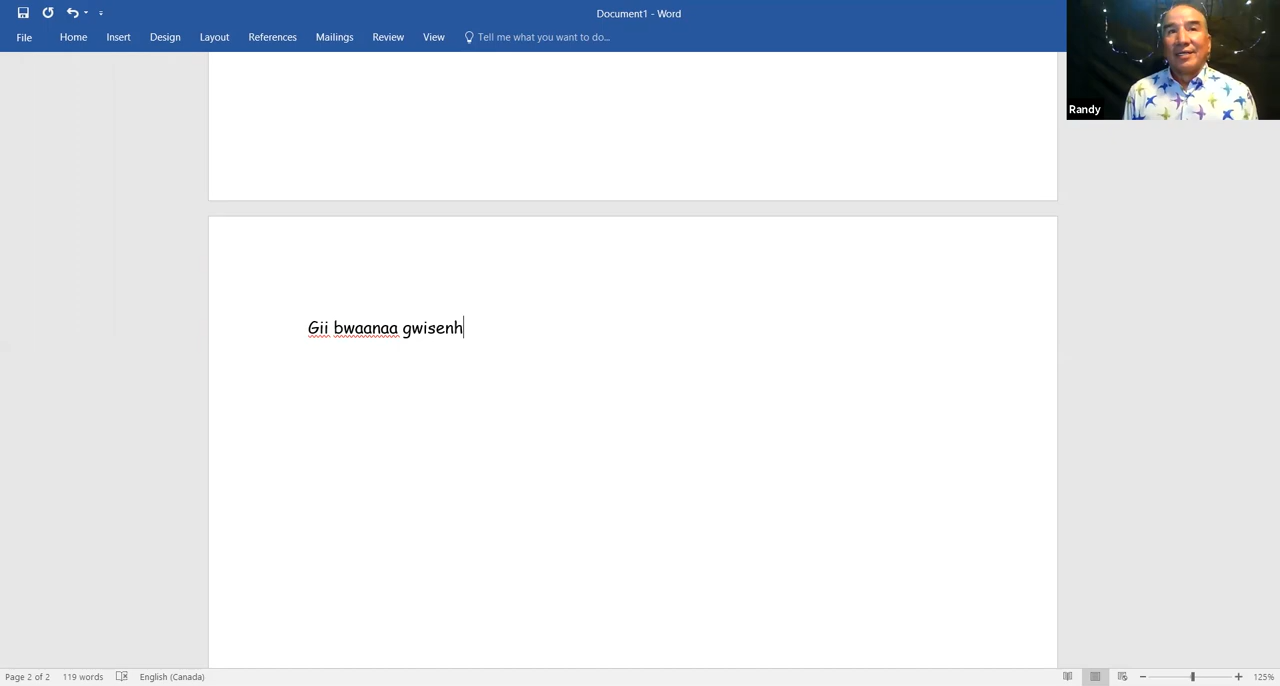 Document1 - Word
File Home Insert Design Layout References Mailings Review View Tell me what you want to do...
Randy
Gii bwaanaa gwisenh
Page 2 of 2 119 words English (Canada) 125%